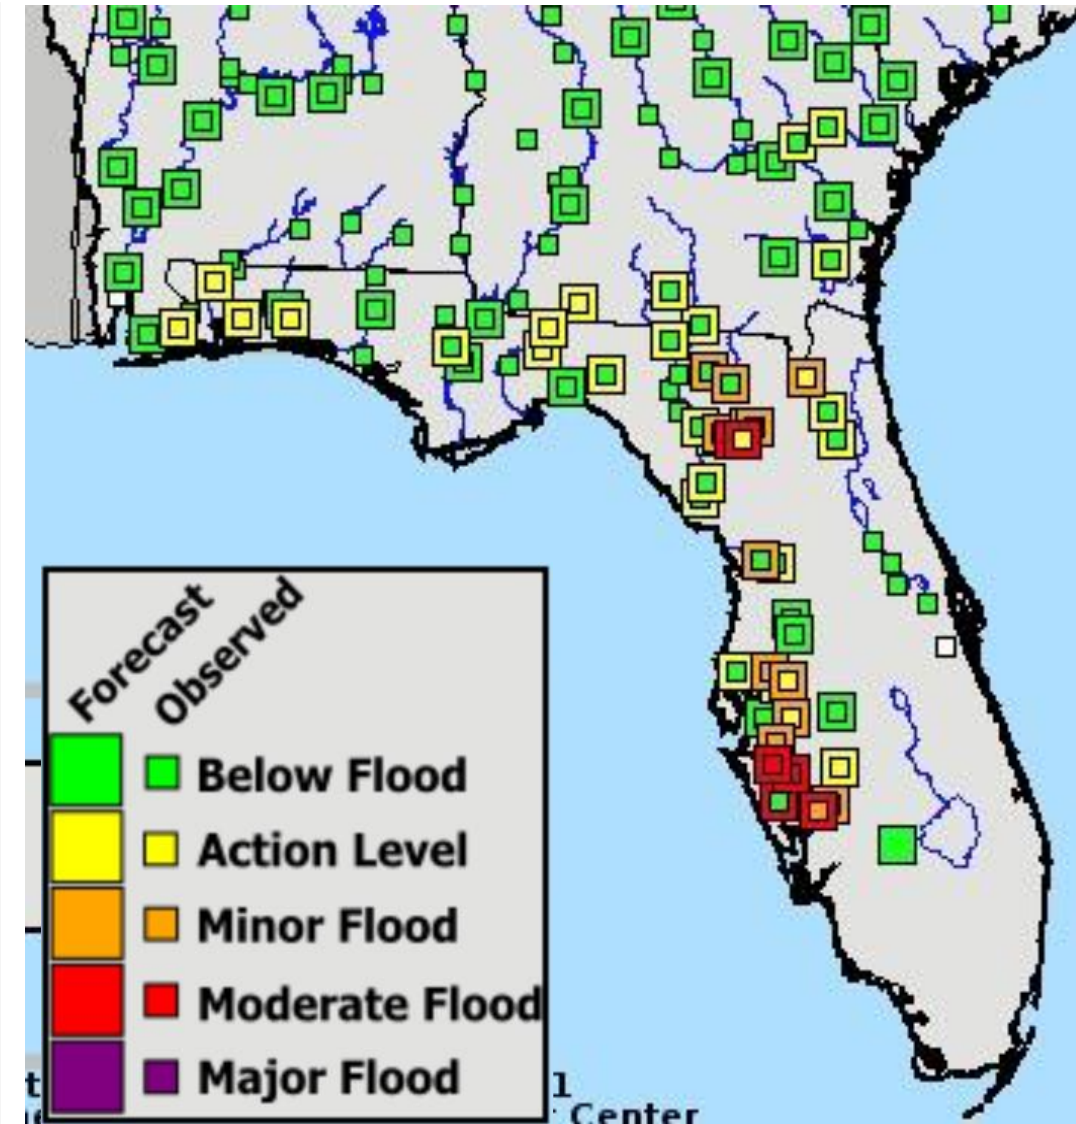 Forecast
Observed
Below Flood
Action Level
Minor Flood
Moderate Flood
Major Flood
Center